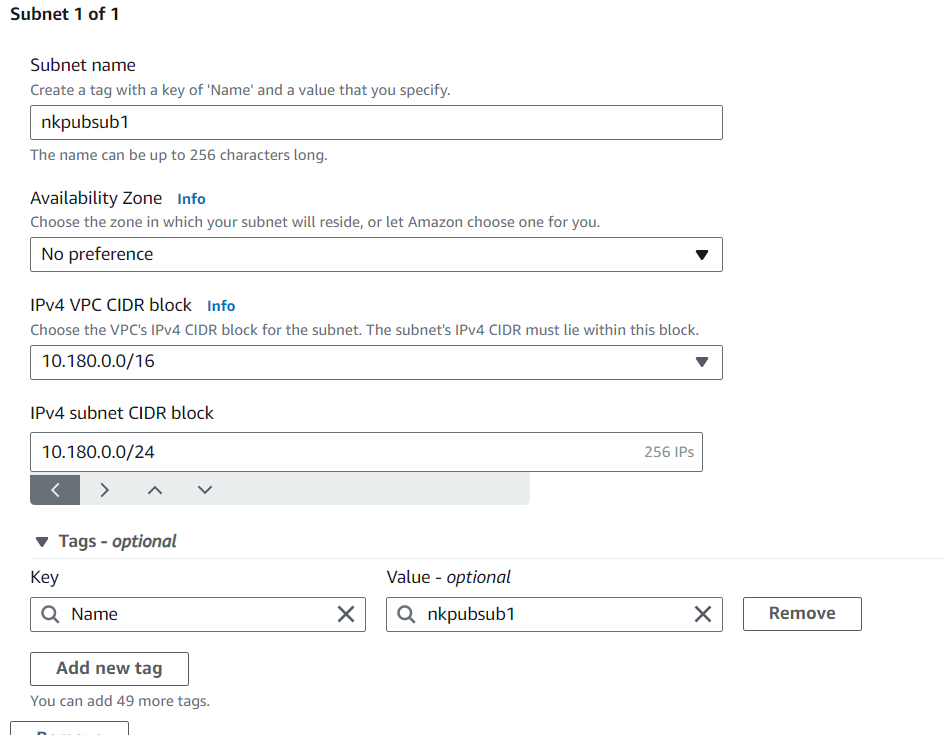 Subnet 1 of 1
Subnet name
Create a tag with a key of 'Name' and a value that you specify.
nkpubsub1
The name can be up to 256 characters long.
Availability Zone Info
Choose the zone in which your subnet will reside, or let Amazon choose one for you.
No preference
IPv4 VPC CIDR block Info
Choose the VPC's IPv4 CIDR block for the subnet. The subnet's IPv4 CIDR must lie within this block.
10.180.0.0/16
IPv4 subnet CIDR block
10.180.0.0/24 256 IPs
Tags - optional
Key Value - optional
Name nkpubsub1 Remove
Add new tag
You can add 49 more tags.